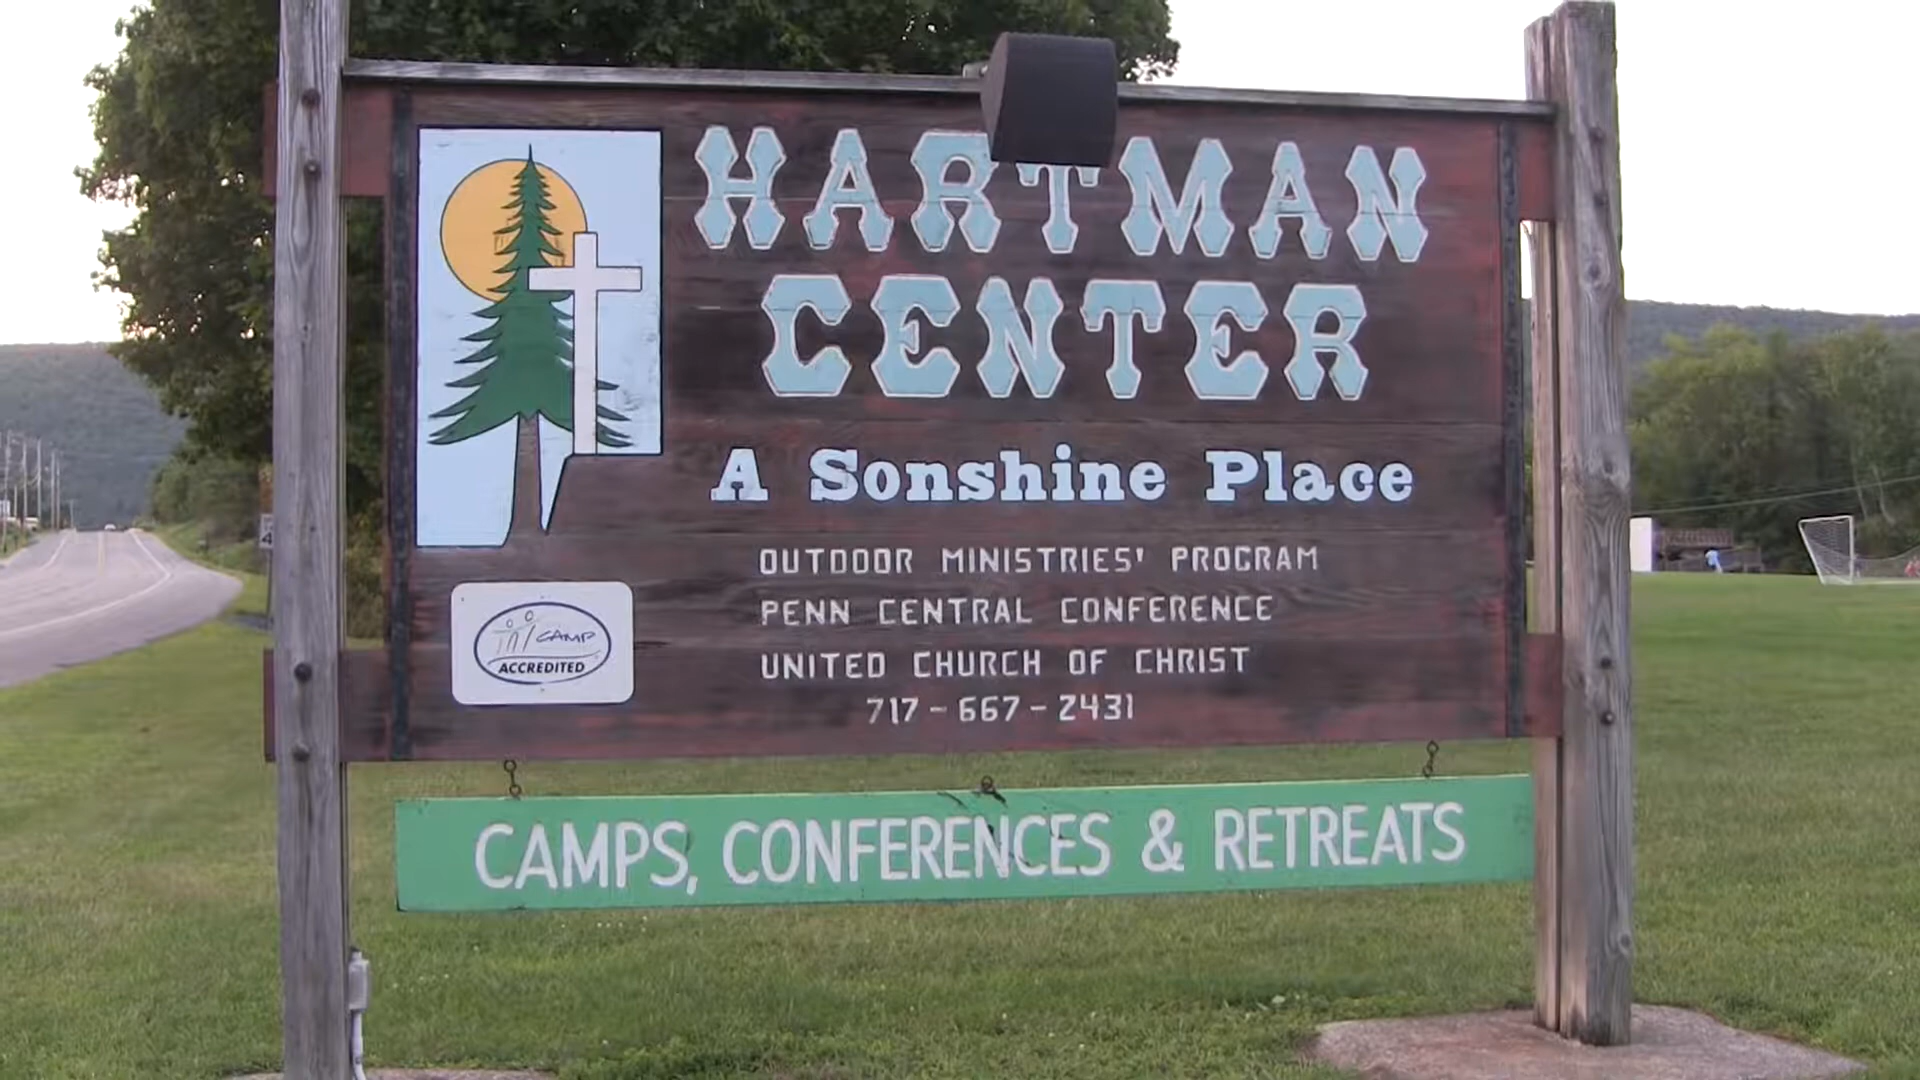 HARTMAN
CENTER
A Sonshine Place
OUTDOOR MINISTRIES' PROGRAM
PENN CENTRAL CONFERENCE
UNITED CHURCH OF CHRIST
717-667-2431
CAMP
ACCREDITED
CAMPS, CONFERENCES & RETREATS
4